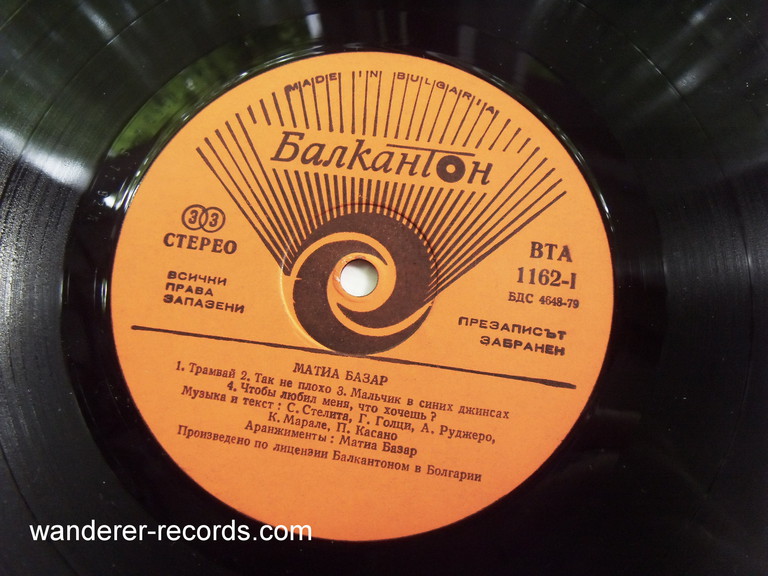 MADE IN BULGARIA
Балкантон
33
СТЕРЕО
ВСИЧКИ
ПРАВА
ЗАПАЗЕНИ
ВТА
1162-I
БДС 4648-79
ПРЕЗАПИСЪТ
ЗАБРАНЕН
МАТИА БАЗАР
1. Трамвай 2. Так не плохо 3. Мальчик в синих джинсах
4. Чтобы любил меня, что хочешь?
Музыка и текст: С. Стелита, Г. Голци, А. Руджеро,
К. Марале, П. Касано
Аранжименты: Матиа Базар
Произведено по лицензии Балкантоном в Болгарии
wanderer-records.com